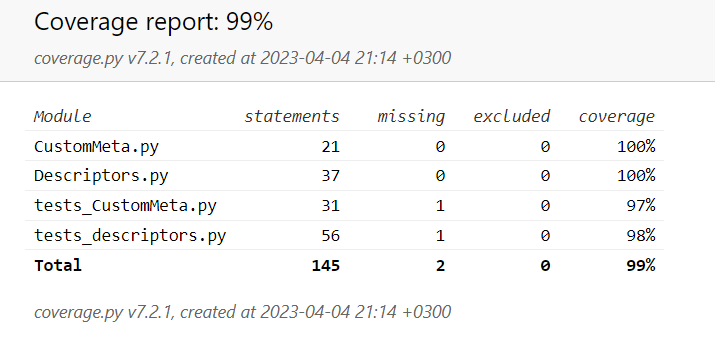 Coverage report: 99%
coverage.py v7.2.1, created at 2023-04-04 21:14 +0300
Module statements missing excluded coverage
CustomMeta.py 21 0 0 100%
Descriptors.py 37 0 0 100%
tests_CustomMeta.py 31 1 0 97%
tests_descriptors.py 56 1 0 98%
Total 145 2 0 99%
coverage.py v7.2.1, created at 2023-04-04 21:14 +0300